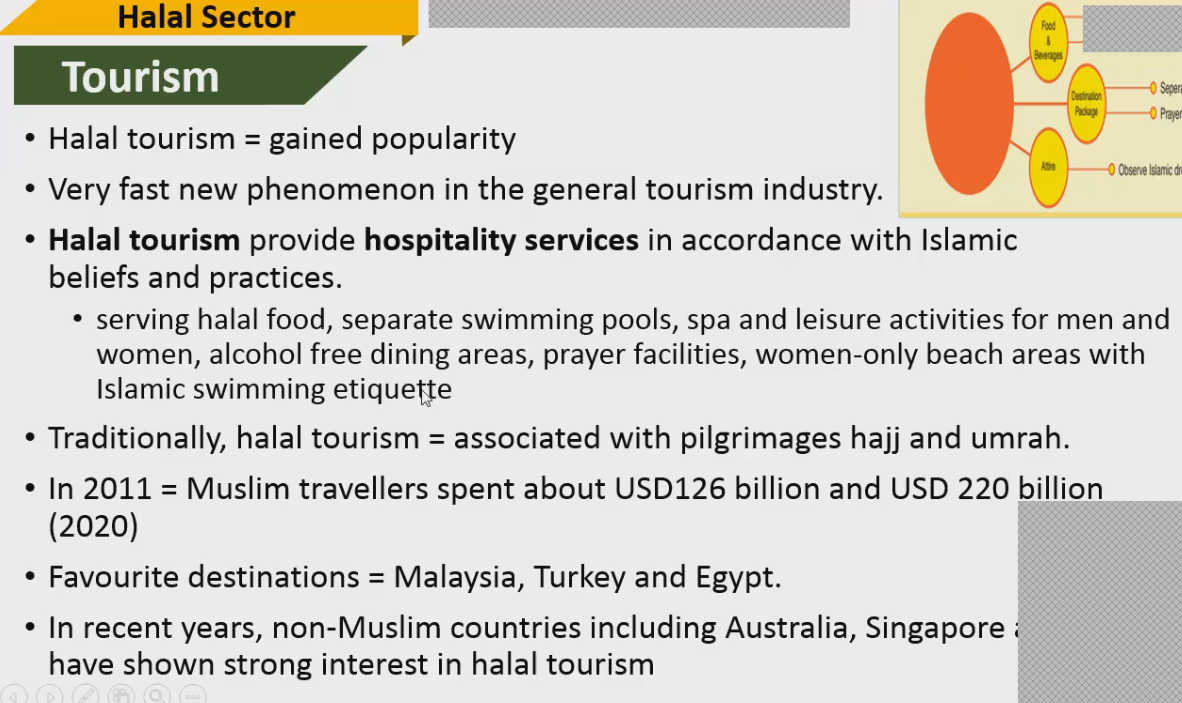 Halal Sector
Tourism
• Halal tourism = gained popularity
• Very fast new phenomenon in the general tourism industry.
• Halal tourism provide hospitality services in accordance with Islamic
beliefs and practices.
• serving halal food, separate swimming pools, spa and leisure activities for men and
women, alcohol free dining areas, prayer facilities, women-only beach areas with
Islamic swimming etiquette
• Traditionally, halal tourism = associated with pilgrimages hajj and umrah.
• In 2011 = Muslim travellers spent about USD126 billion and USD 220 billion
(2020)
• Favourite destinations = Malaysia, Turkey and Egypt.
• In recent years, non-Muslim countries including Australia, Singapore
have shown strong interest in halal tourism
Food
&
Beverages
Destination
Package
Prayer
Attire
Observe Islamic